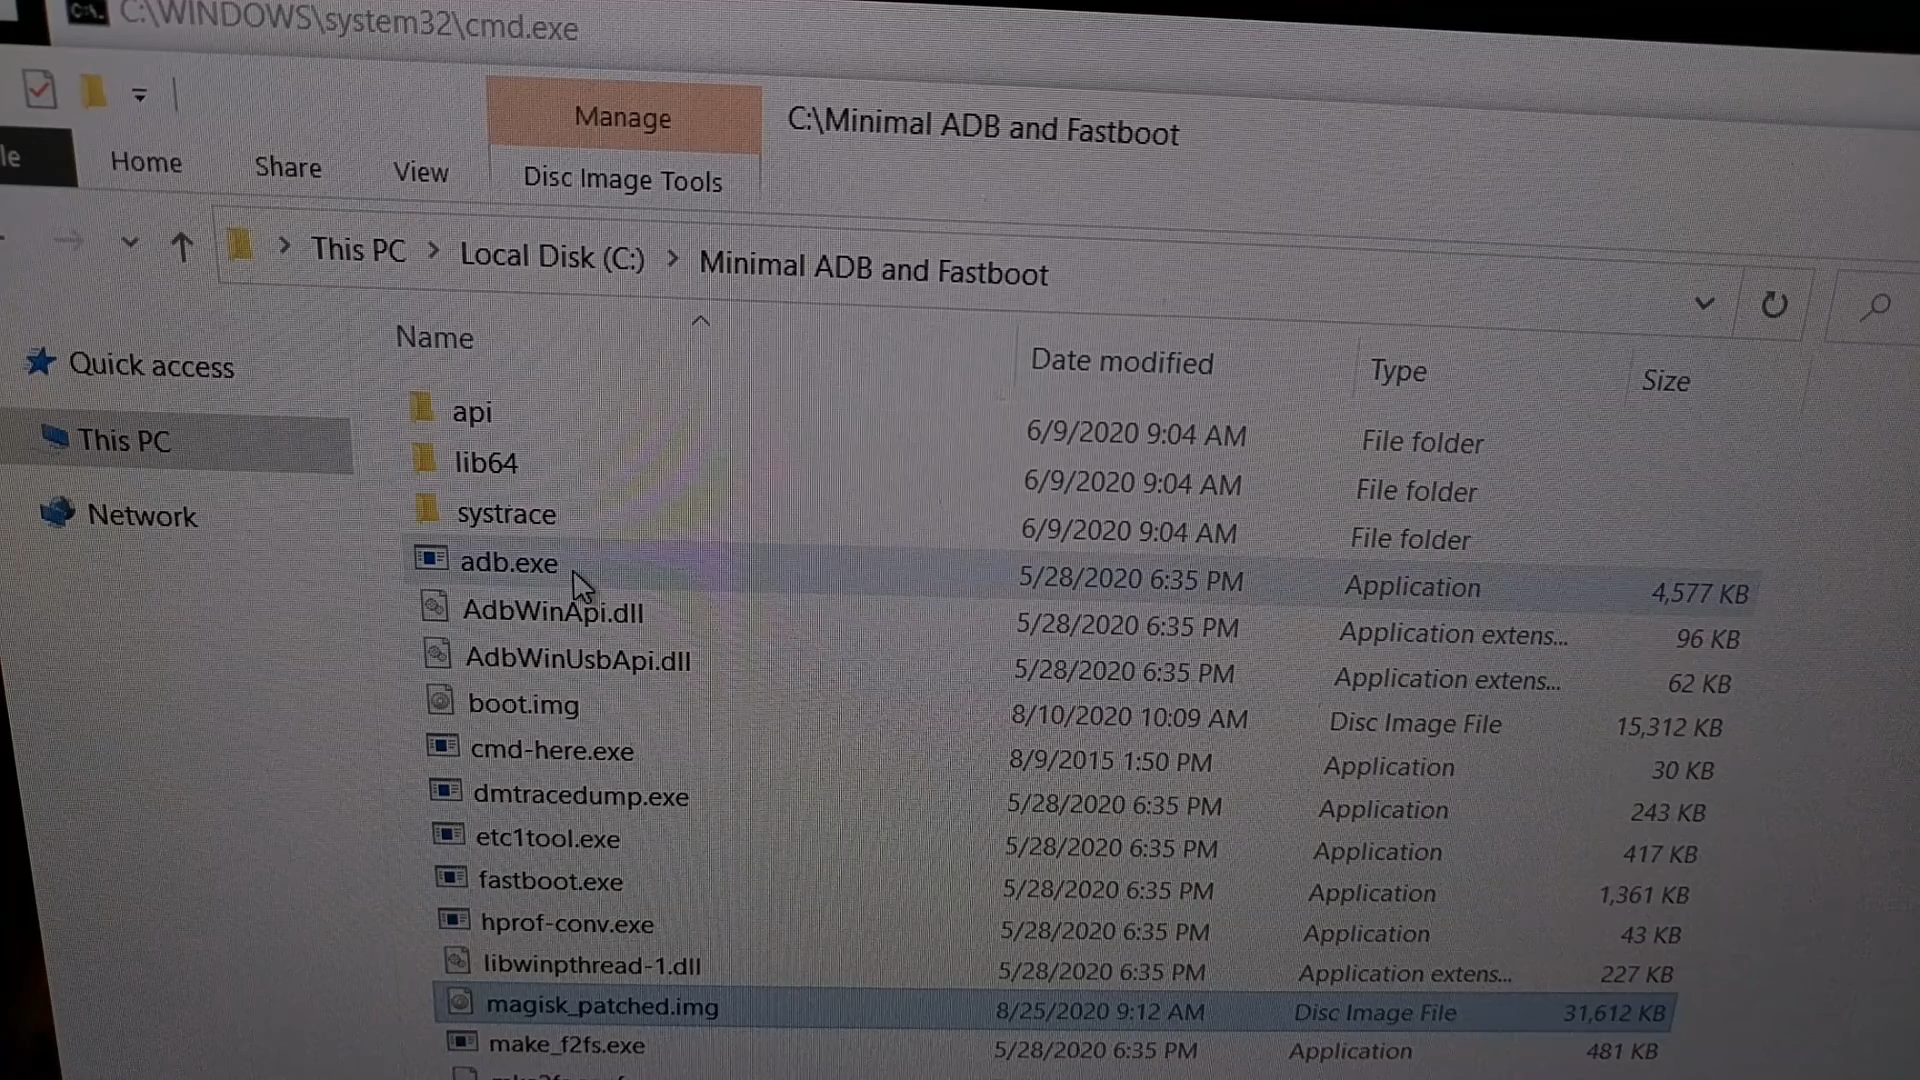 C:\WINDOWS\system32\cmd.exe
Manage C:\Minimal ADB and Fastboot
le Home Share View Disc Image Tools
This PC > Local Disk (C:) > Minimal ADB and Fastboot
Name Date modified Type Size
Quick access
This PC
Network
api 6/9/2020 9:04 AM File folder
lib64 6/9/2020 9:04 AM File folder
systrace 6/9/2020 9:04 AM File folder
adb.exe 5/28/2020 6:35 PM Application 4,577 KB
AdbWinApi.dll 5/28/2020 6:35 PM Application extens... 96 KB
AdbWinUsbApi.dll 5/28/2020 6:35 PM Application extens... 62 KB
boot.img 8/10/2020 10:09 AM Disc Image File 15,312 KB
cmd-here.exe 8/9/2015 1:50 PM Application 30 KB
dmtracedump.exe 5/28/2020 6:35 PM Application 243 KB
etc1tool.exe 5/28/2020 6:35 PM Application 417 KB
fastboot.exe 5/28/2020 6:35 PM Application 1,361 KB
hprof-conv.exe 5/28/2020 6:35 PM Application 43 KB
libwinpthread-1.dll 5/28/2020 6:35 PM Application extens... 227 KB
magisk_patched.img 8/25/2020 9:12 AM Disc Image File 31,612 KB
make_f2fs.exe 5/28/2020 6:35 PM Application 481 KB